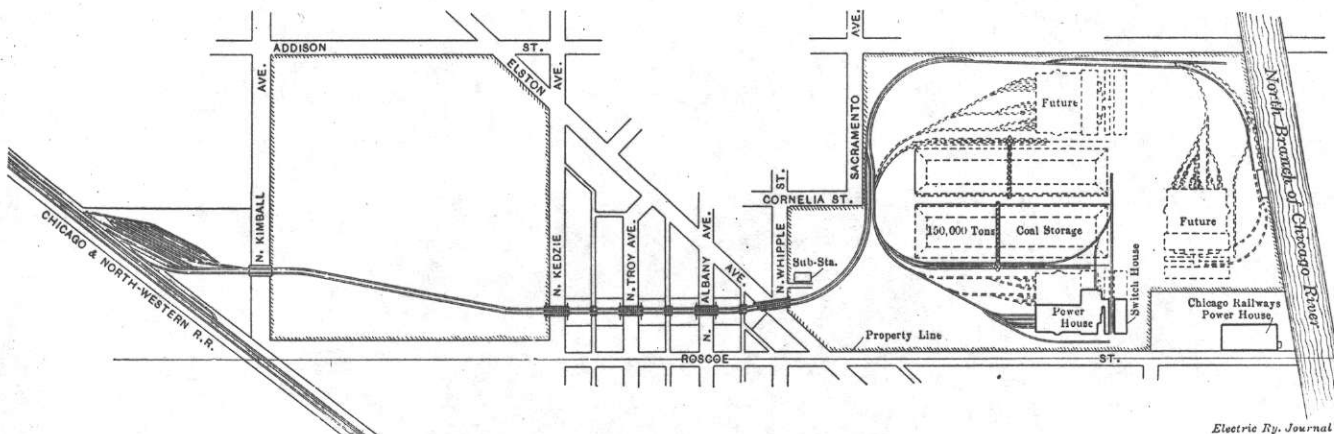 ADDISON ST.
AVE.
N. KIMBALL
ELSTON AVE.
AVE.
N. KEDZIE
CHICAGO & NORTH-WESTERN R.R.
N. TROY AVE.
N. ALBANY AVE.
N. WHIPPLE ST.
CORNELIA ST.
SACRAMENTO AVE.
Sub-Sta.
ROSCOE ST.
Property Line
Future
150,000 Tons Coal Storage
Power
House
Switch House
Future
Chicago Railways
Power House
North Branch of Chicago River
Electric Ry. Journal